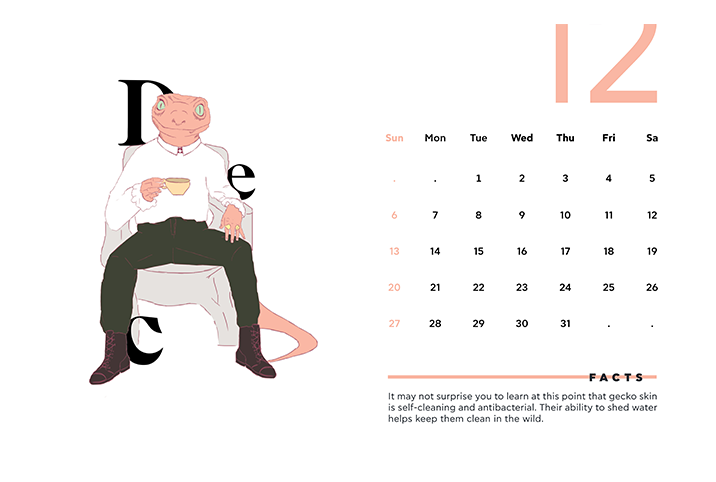 D
e
c
12
Sun Mon Tue Wed Thu Fri Sa
. . 1 2 3 4 5
6 7 8 9 10 11 12
13 14 15 16 17 18 19
20 21 22 23 24 25 26
27 28 29 30 31 . .
FACTS
It may not surprise you to learn at this point that gecko skin
is self-cleaning and antibacterial. Their ability to shed water
helps keep them clean in the wild.